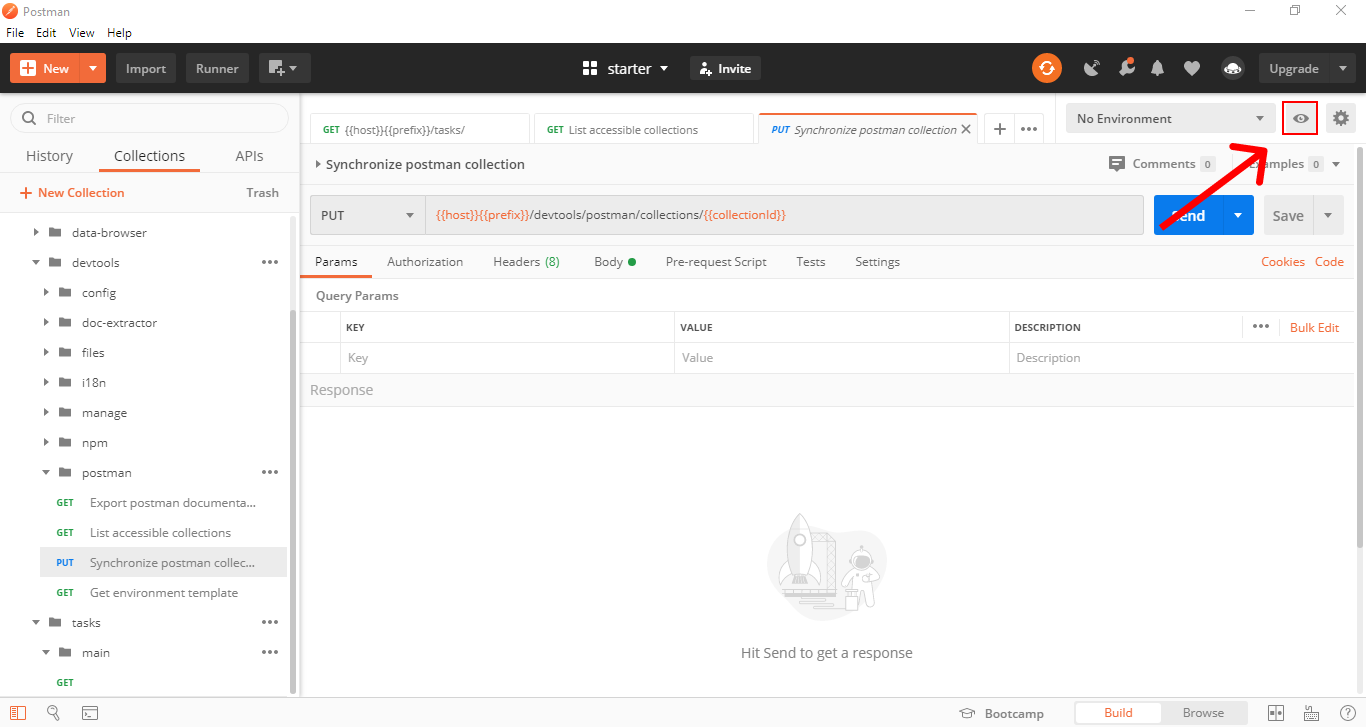 Postman
File Edit View Help
New Import Runner starter Invite Upgrade
Filter
History Collections APIs
New Collection Trash
data-browser
devtools
config
doc-extractor
files
i18n
manage
npm
postman
GET Export postman documenta...
GET List accessible collections
PUT Synchronize postman collec...
GET Get environment template
tasks
main
GET
GET {{host}}{{prefix}}/tasks/ GET List accessible collections PUT Synchronize postman collection No Environment
Synchronize postman collection Comments 0 0
PUT {{host}}{{prefix}}/devtools/postman/collections/{{collectionId}} Save
Params Authorization Headers (8) Body Pre-request Script Tests Settings Cookies Code
Query Params
KEY VALUE DESCRIPTION Bulk Edit
Key Value Description
Response
Hit Send to get a response
Bootcamp Build Browse